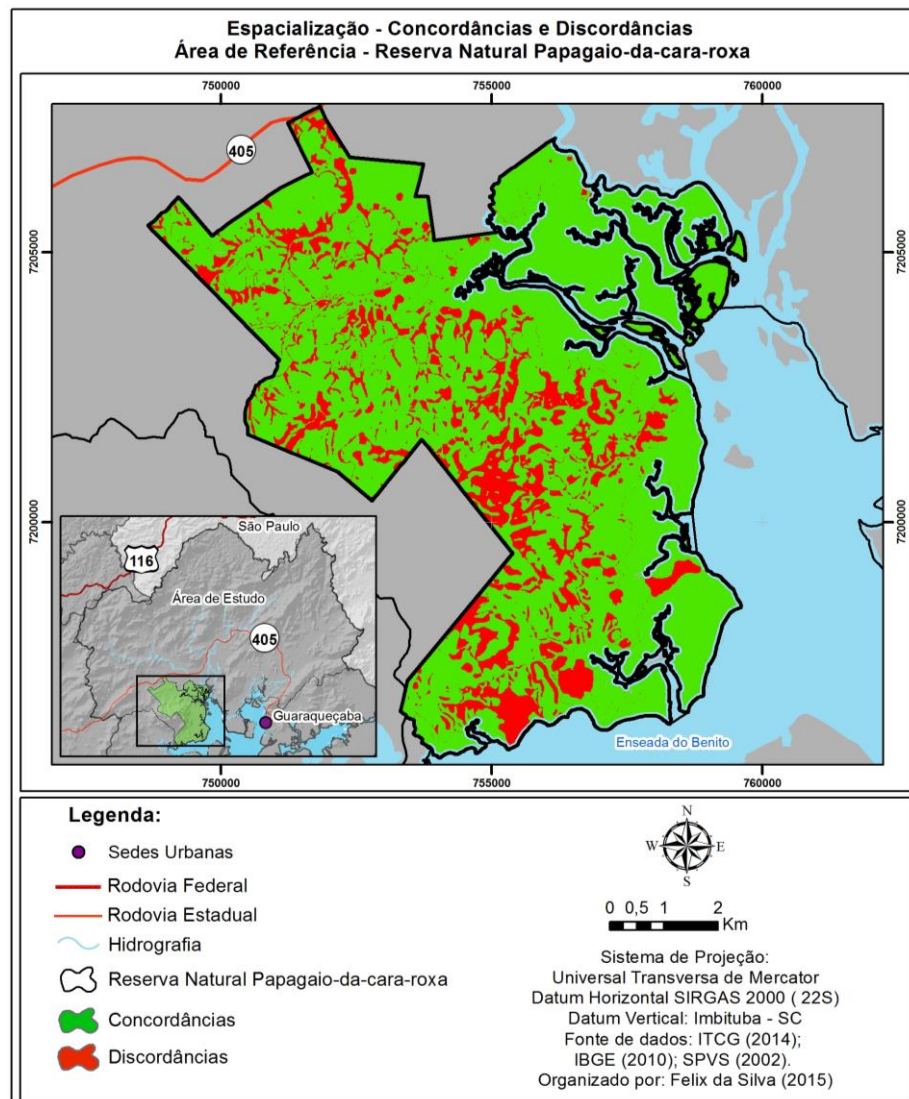 Espacialização - Concordâncias e Discordâncias
Área de Referência - Reserva Natural Papagaio-da-cara-roxa
750000 755000 760000
405
7205000 7205000
7200000 7200000
São Paulo
116
Área de Estudo
405
Guaraqueçaba
Enseada do Benito
750000 755000 760000
Legenda:
Sedes Urbanas
Rodovia Federal
Rodovia Estadual
Hidrografia
Reserva Natural Papagaio-da-cara-roxa
Concordâncias
Discordâncias
N
W E
S
0 0,5 1 2
Km
Sistema de Projeção:
Universal Transversa de Mercator
Datum Horizontal SIRGAS 2000 ( 22S)
Datum Vertical: Imbituba - SC
Fonte de dados: ITCG (2014);
IBGE (2010); SPVS (2002).
Organizado por: Felix da Silva (2015)